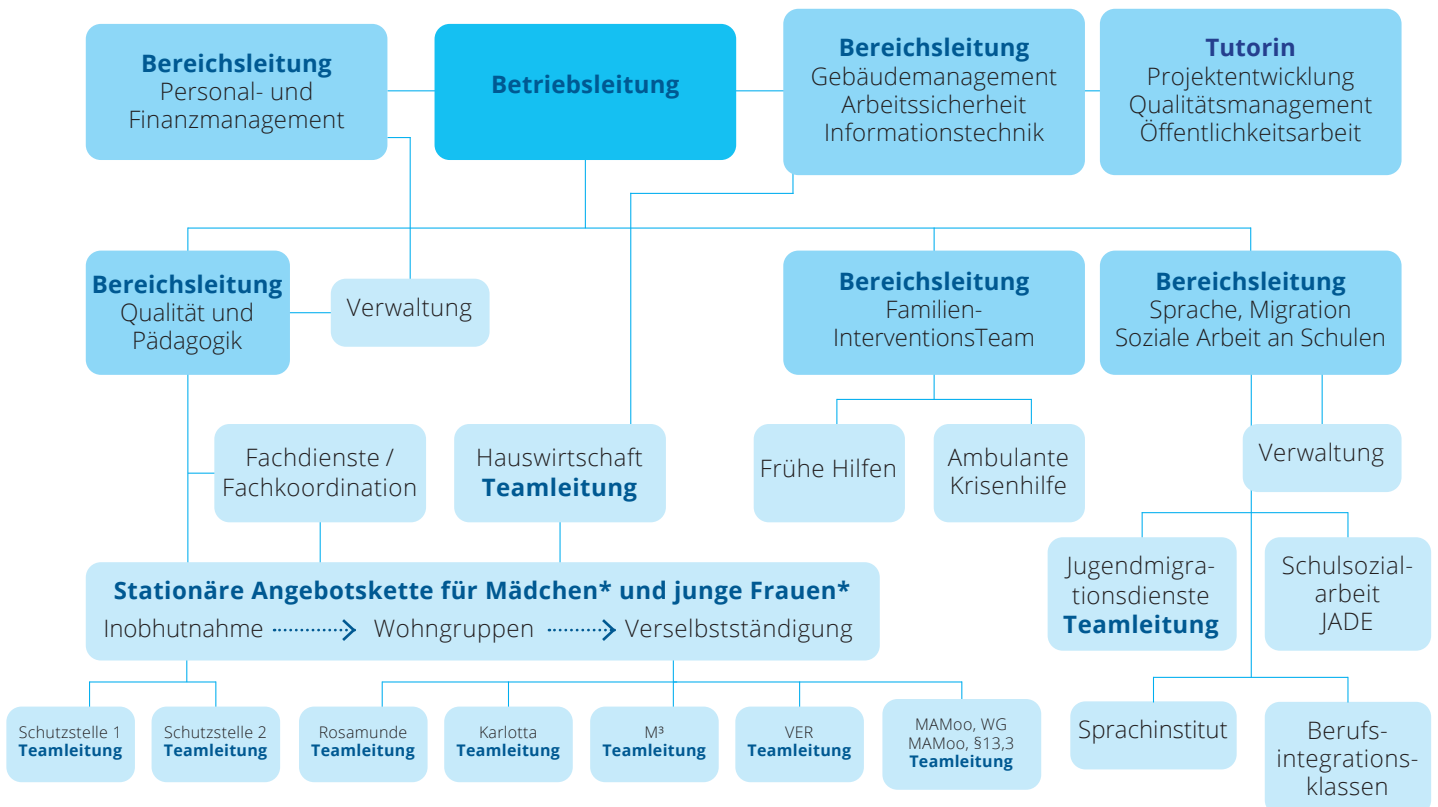 Bereichsleitung
Personal- und
Finanzmanagement
Betriebsleitung
Bereichsleitung
Gebäudemanagement
Arbeitssicherheit
Informationstechnik
Tutorin
Projektentwicklung
Qualitätsmanagement
Öffentlichkeitsarbeit
Bereichsleitung
Qualität und
Pädagogik
Verwaltung
Bereichsleitung
Familien-
InterventionsTeam
Bereichsleitung
Sprache, Migration
Soziale Arbeit an Schulen
Fachdienste /
Fachkoordination
Hauswirtschaft
Teamleitung
Frühe Hilfen
Ambulante
Krisenhilfe
Verwaltung
Stationäre Angebotskette für Mädchen* und junge Frauen*
Inobhutnahme Wohngruppen Verselbstständigung
Jugendmigra-
tionsdienste
Teamleitung
Schulsozial-
arbeit
JADE
Schutzstelle 1
Teamleitung
Schutzstelle 2
Teamleitung
Rosamunde
Teamleitung
Karlotta
Teamleitung
M³
Teamleitung
VER
Teamleitung
MAMoo, WG
MAMoo, §13,3
Teamleitung
Sprachinstitut
Berufs-
integrations-
klassen